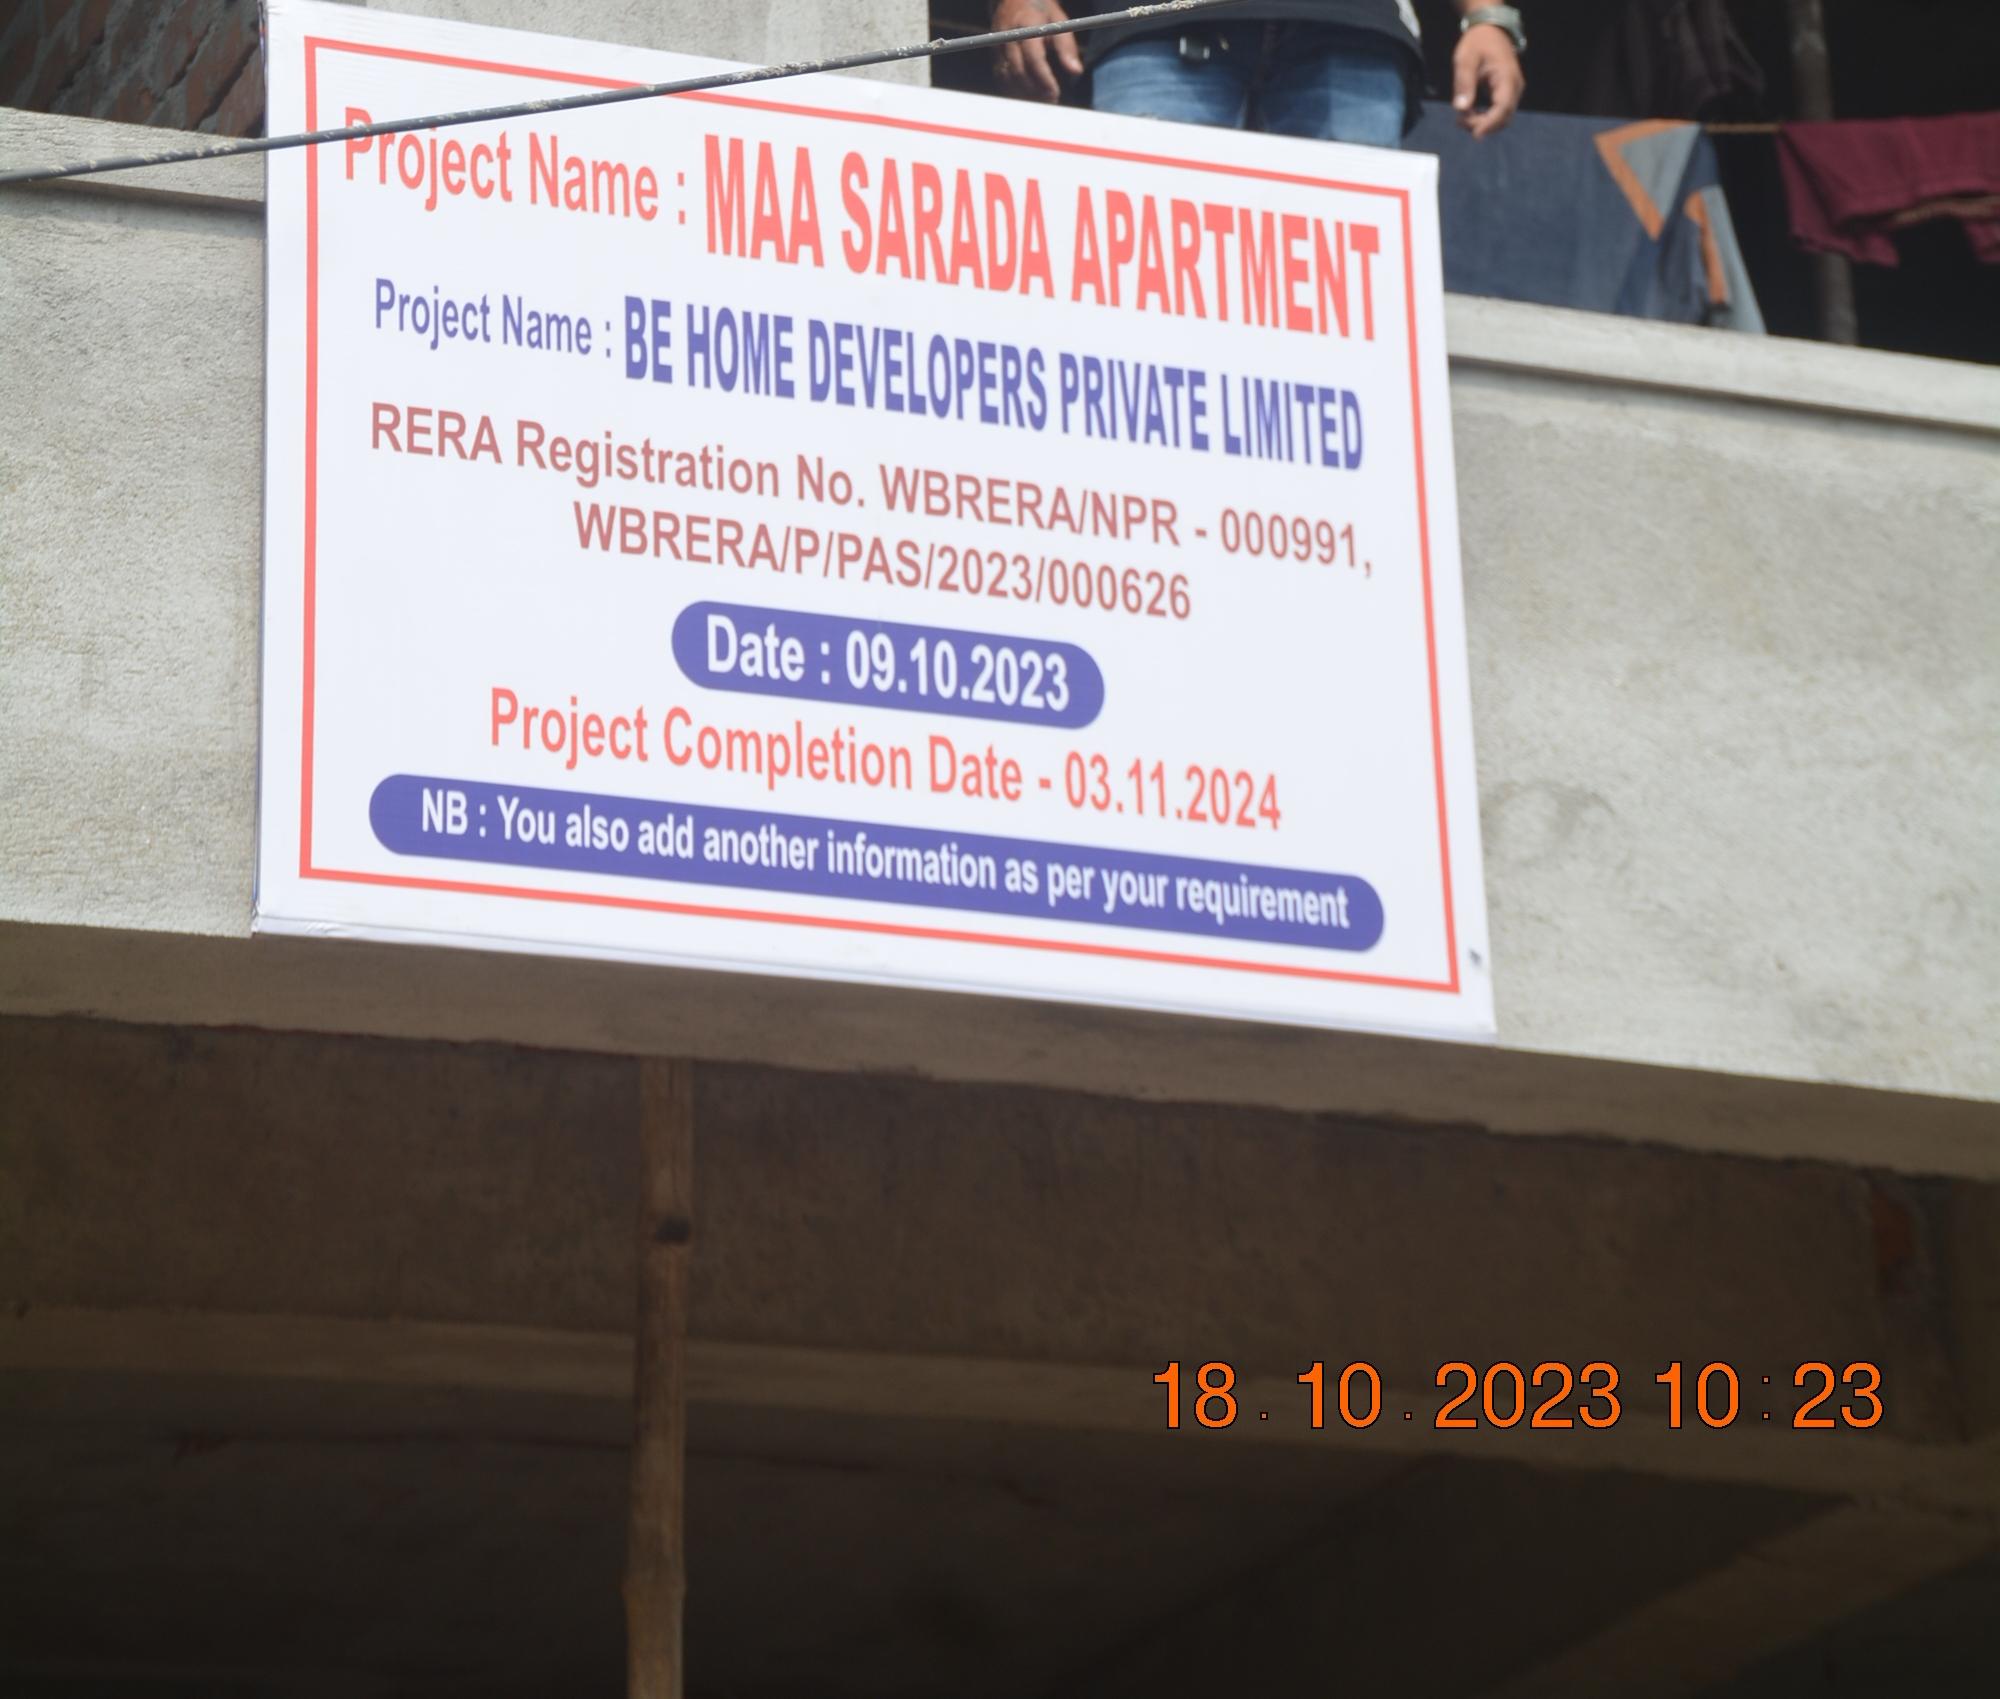 Project Name : MAA SARADA APARTMENT
Project Name : BE HOME DEVELOPERS PRIVATE LIMITED
RERA Registration No. WBRERA/NPR - 000991,
WBRERA/P/PAS/2023/000626
Date : 09.10.2023
Project Completion Date - 03.11.2024
NB : You also add another information as per your requirement
18.10.2023 10:23